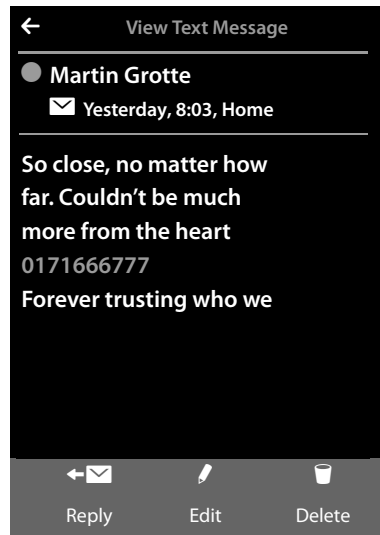 View Text Message
Martin Grotte
Yesterday, 8:03, Home
So close, no matter how
far. Couldn’t be much
more from the heart
0171666777
Forever trusting who we
Reply Edit Delete